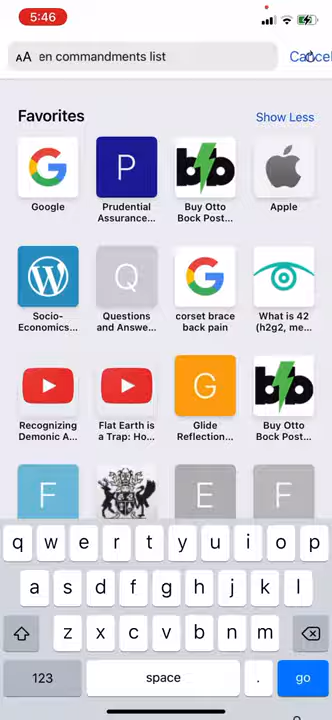 5:46
AA en commandments list
Cancel
Favorites
Show Less
P
bb
Google
Prudential
Assurance...
Buy Otto
Bock Post...
Apple
W
Q
G
Socio-
Economics...
Questions
and Answe...
corset brace
back pain
What is 42
(h2g2, me...
G
bb
Recognizing
Demonic A...
Flat Earth is
a Trap: Ho...
Glide
Reflection...
Buy Otto
Bock Post...
F
E
F
q w e r t y u i o p
a s d f g h j k l
z x c v b n m
123
space
.
go